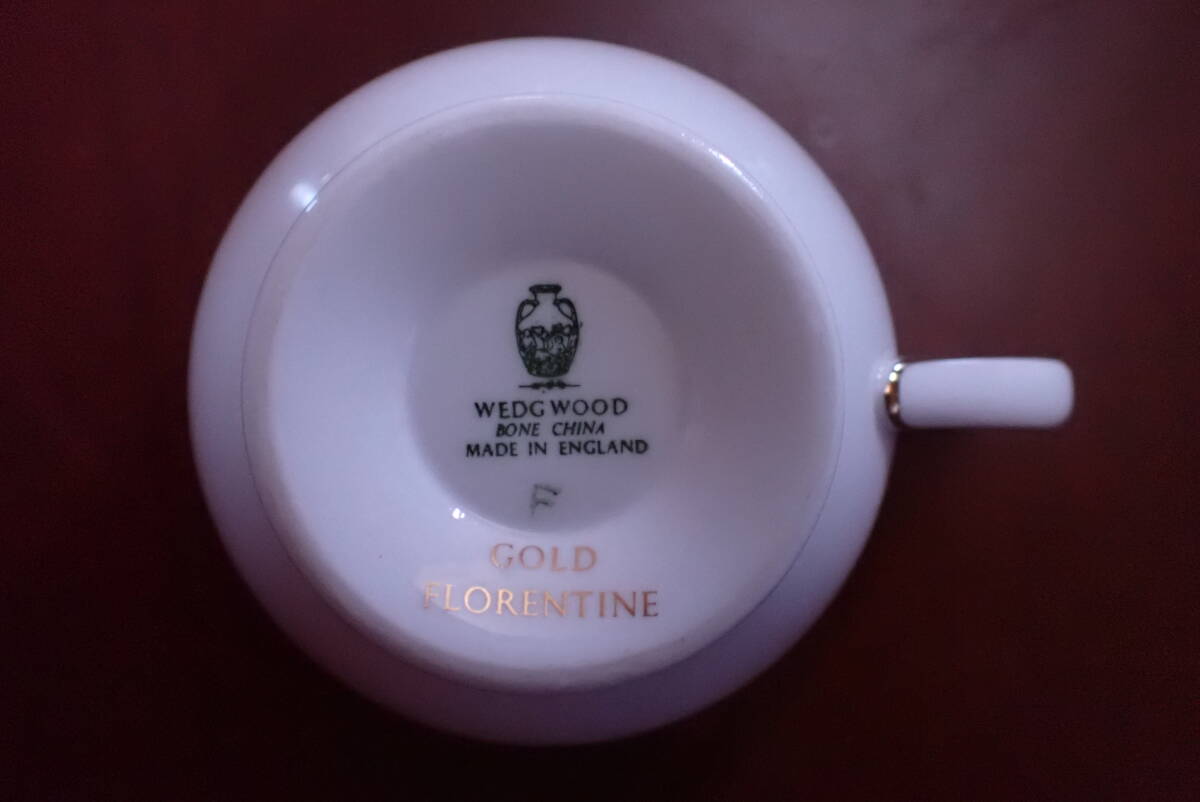 WEDGWOOD
BONE CHINA
MADE IN ENGLAND
F
GOLD
FLORENTINE